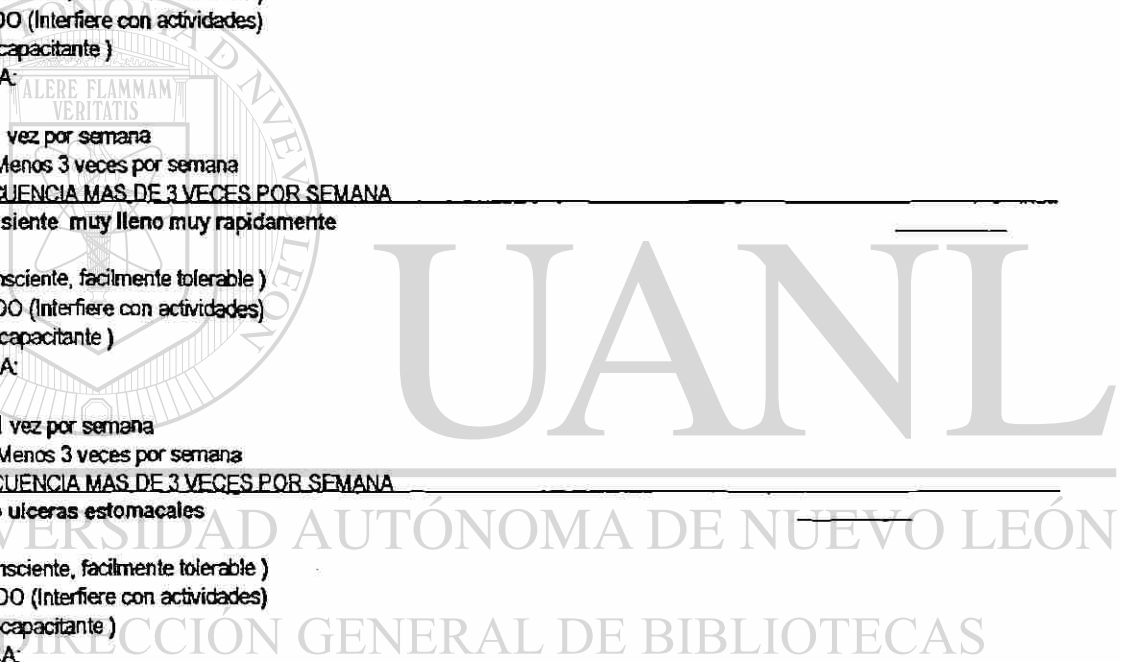 DO (Interfiere con actividades)
capacitante )
A:
ALERE FLAMMAM
VERITATIS
vez por semana
Menos 3 veces por semana
CUENCIA MAS DE 3 VECES POR SEMANA
siente muy lleno muy rapidamente
nsciente, facilmente tolerable )
DO (Interfiere con actividades)
capacitante )
A:
UANL
1 vez por semana
Menos 3 veces por semana
CUENCIA MAS DE 3 VECES POR SEMANA
o ulceras estomacales
VERSIDAD AUTÓNOMA DE NUEVO LEÓN
nsciente, facilmente tolerable )
DO (Interfiere con actividades)
capacitante )
DIRECCIÓN GENERAL DE BIBLIOTECAS
A: